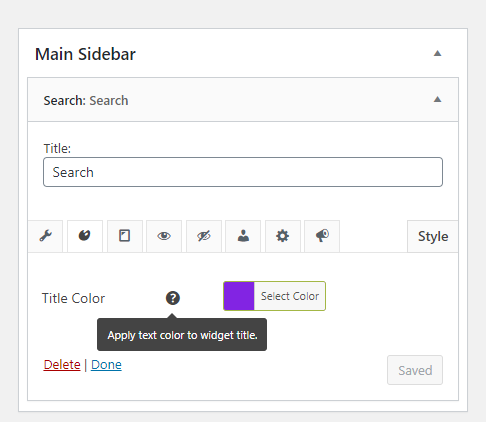 Main Sidebar
Search: Search
Title:
Search
Style
Title Color ? Select Color
Apply text color to widget title.
Delete | Done Saved